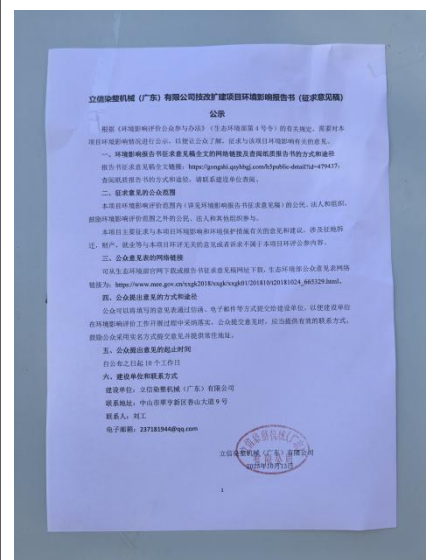 立信染整机械（广东）有限公司技改扩建项目环境影响报告书（征求意见稿）
公示
根据《环境影响评价公众参与办法》（生态环境部第4号令）的有关规定，需要对本
项目环境影响情况进行公示，以便让公众了解，征求与该项目环境影响有关的意见。
一、环境影响报告书征求意见稿全文的网络链接及查阅纸质报告书的方式和途径
报告书征求意见稿全文链接：https://gongshi.qsyhbgj.com/h5public-detail?id=479437；
查阅纸质报告书的方式和途径，请联系建设单位查阅。
二、征求意见的公众范围
本项目环境影响评价范围内（详见环境影响报告书征求意见稿）的公民、法人和组织，
鼓励环境影响评价范围之外的公民、法人和其他组织参与。
本项目主要征求与本项目环境影响和环境保护措施有关的意见和建议，涉及征地拆
迁、财产、就业等与本项目环评无关的意见或者诉求不属于本项目环评公参内容。
三、公众意见表的网络链接
可从生态环境部官网下载或报告书征求意见稿网址下载，生态环境部公众意见表网络
链接为：https://www.mee.gov.cn/xxgk2018/xxgk/xxgk01/201810/t20181024_665329.html。
四、公众提出意见的方式和途径
公众可以将填写的意见表通过信函、电子邮件等方式提交给建设单位，以便建设单位
在环境影响评价工作开展过程中采纳落实。公众提交意见时，应当提供有效的联系方式。
鼓励公众采用实名方式提交意见并提供常住地址。
五、公众提出意见的起止时间
自公布之日起10个工作日
六、建设单位和联系方式
建设单位：立信染整机械（广东）有限公司
联系地址：中山市翠亨新区香山大道9号
联系人：刘工
电子邮箱：237181944@qq.com
立信染整机械（广东）有限公司
2025年10月13日
1